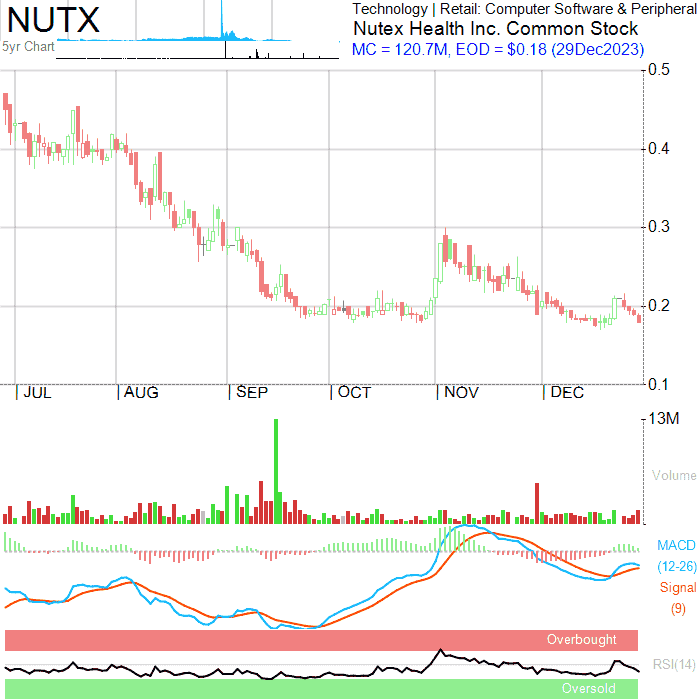 NUTX
5yr Chart
Technology | Retail: Computer Software & Peripheral
Nutex Health Inc. Common Stock
MC = 120.7M, EOD = $0.18 (29Dec2023)
0.5
0.4
0.3
0.2
0.1
JUL AUG SEP OCT NOV DEC
13M
Volume
MACD
(12-26)
Signal
(9)
Overbought
RSI(14)
Oversold